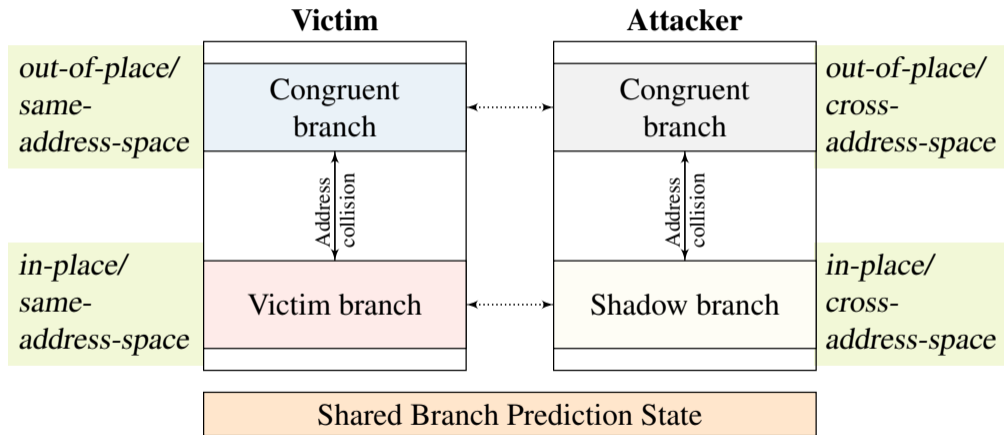 Victim
Attacker
out-of-place/
same-
address-space
Congruent
branch
Congruent
branch
out-of-place/
cross-
address-space
Address
collision
Address
collision
in-place/
same-
address-space
Victim branch
Shadow branch
in-place/
cross-
address-space
Shared Branch Prediction State